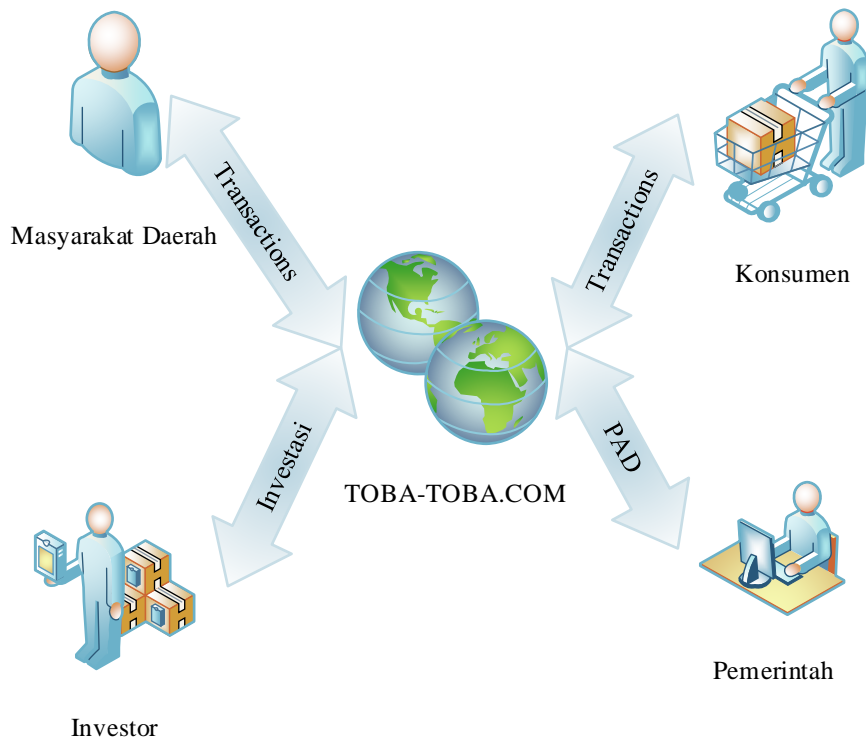 Masyarakat Daerah
Transactions
Transactions
Konsumen
Investasi
PAD
TOBA-TOBA.COM
Investor
Pemerintah